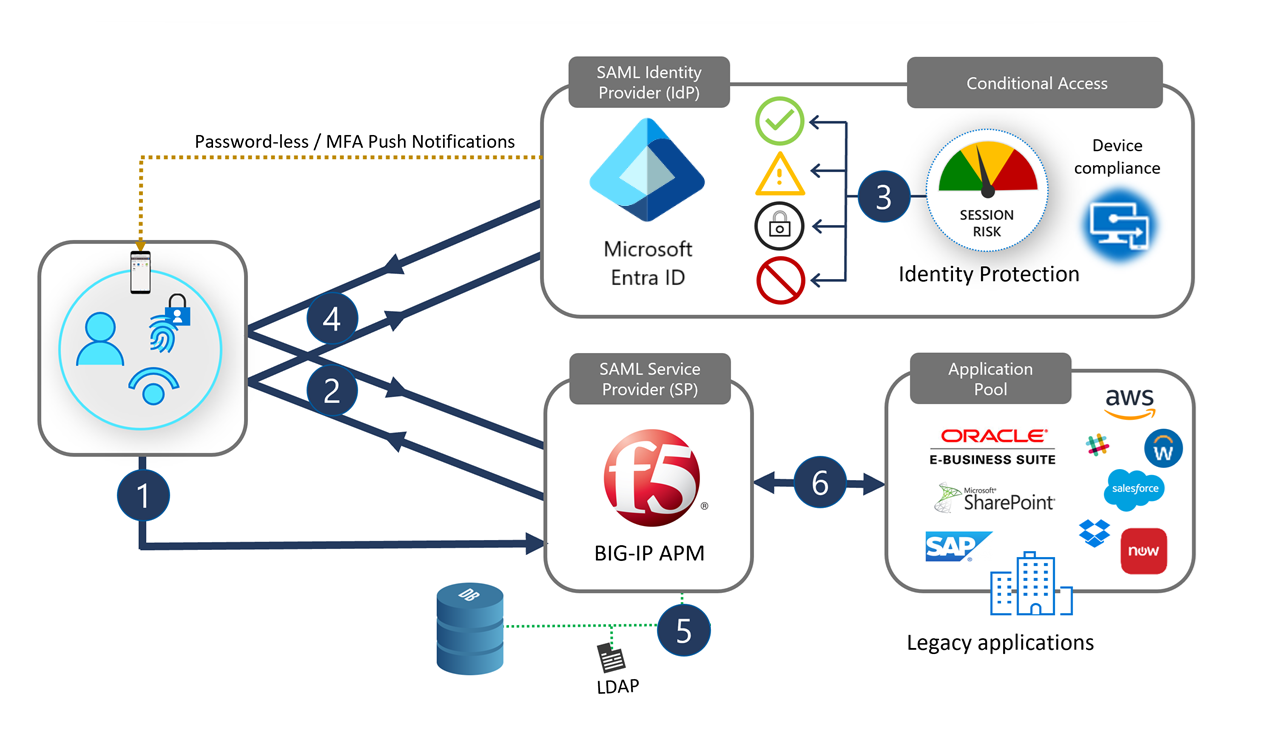 SAML Identity
Provider (IdP)
Conditional Access
Password-less / MFA Push Notifications
Microsoft
Entra ID
3
SESSION
RISK
Identity Protection
Device
compliance
4
2
1
SAML Service
Provider (SP)
f5
®
BIG-IP APM
6
Application
Pool
aws
ORACLE®
E-BUSINESS SUITE
W
Microsoft®
SharePoint
salesforce
SAP
®
now
Legacy applications
DB
5
LDAP